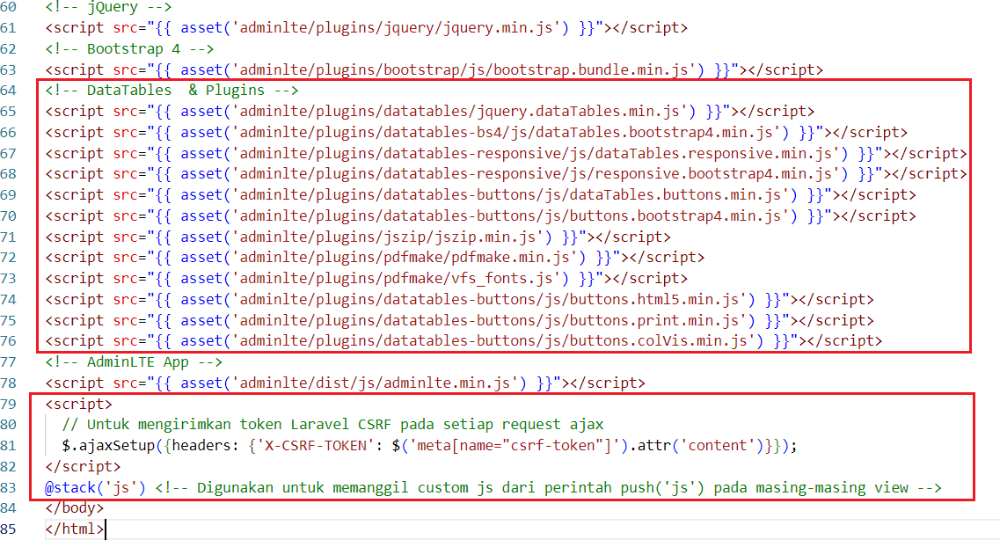 60 <!-- jQuery -->
61 <script src="{{ asset('adminlte/plugins/jquery/jquery.min.js') }}"></script>
62 <!-- Bootstrap 4 -->
63 <script src="{{ asset('adminlte/plugins/bootstrap/js/bootstrap.bundle.min.js') }}"></script>
64 <!-- DataTables  & Plugins -->
65 <script src="{{ asset('adminlte/plugins/datatables/jquery.dataTables.min.js') }}"></script>
66 <script src="{{ asset('adminlte/plugins/datatables-bs4/js/dataTables.bootstrap4.min.js') }}"></script>
67 <script src="{{ asset('adminlte/plugins/datatables-responsive/js/dataTables.responsive.min.js') }}"></script>
68 <script src="{{ asset('adminlte/plugins/datatables-responsive/js/responsive.bootstrap4.min.js') }}"></script>
69 <script src="{{ asset('adminlte/plugins/datatables-buttons/js/dataTables.buttons.min.js') }}"></script>
70 <script src="{{ asset('adminlte/plugins/datatables-buttons/js/buttons.bootstrap4.min.js') }}"></script>
71 <script src="{{ asset('adminlte/plugins/jszip/jszip.min.js') }}"></script>
72 <script src="{{ asset('adminlte/plugins/pdfmake/pdfmake.min.js') }}"></script>
73 <script src="{{ asset('adminlte/plugins/pdfmake/vfs_fonts.js') }}"></script>
74 <script src="{{ asset('adminlte/plugins/datatables-buttons/js/buttons.html5.min.js') }}"></script>
75 <script src="{{ asset('adminlte/plugins/datatables-buttons/js/buttons.print.min.js') }}"></script>
76 <script src="{{ asset('adminlte/plugins/datatables-buttons/js/buttons.colVis.min.js') }}"></script>
77 <!-- AdminLTE App -->
78 <script src="{{ asset('adminlte/dist/js/adminlte.min.js') }}"></script>
79 <script>
80   // Untuk mengirimkan token Laravel CSRF pada setiap request ajax
81   $.ajaxSetup({headers: {'X-CSRF-TOKEN': $('meta[name="csrf-token"]').attr('content')}});
82 </script>
83 @stack('js') <!-- Digunakan untuk memanggil custom js dari perintah push('js') pada masing-masing view -->
84 </body>
85 </html>